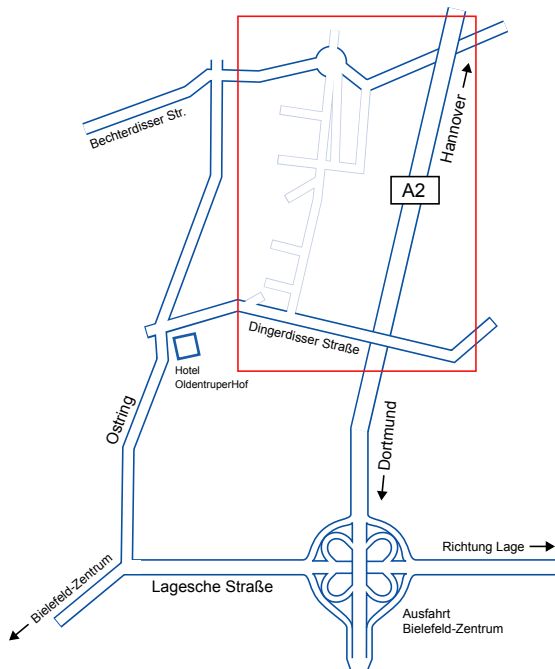 Bechterdisser Str.
Hannover
A2
Dingerdisser Straße
Hotel
OldentruperHof
Ostring
Dortmund
Richtung Lage
Bielefeld-Zentrum
Lagesche Straße
Ausfahrt
Bielefeld-Zentrum